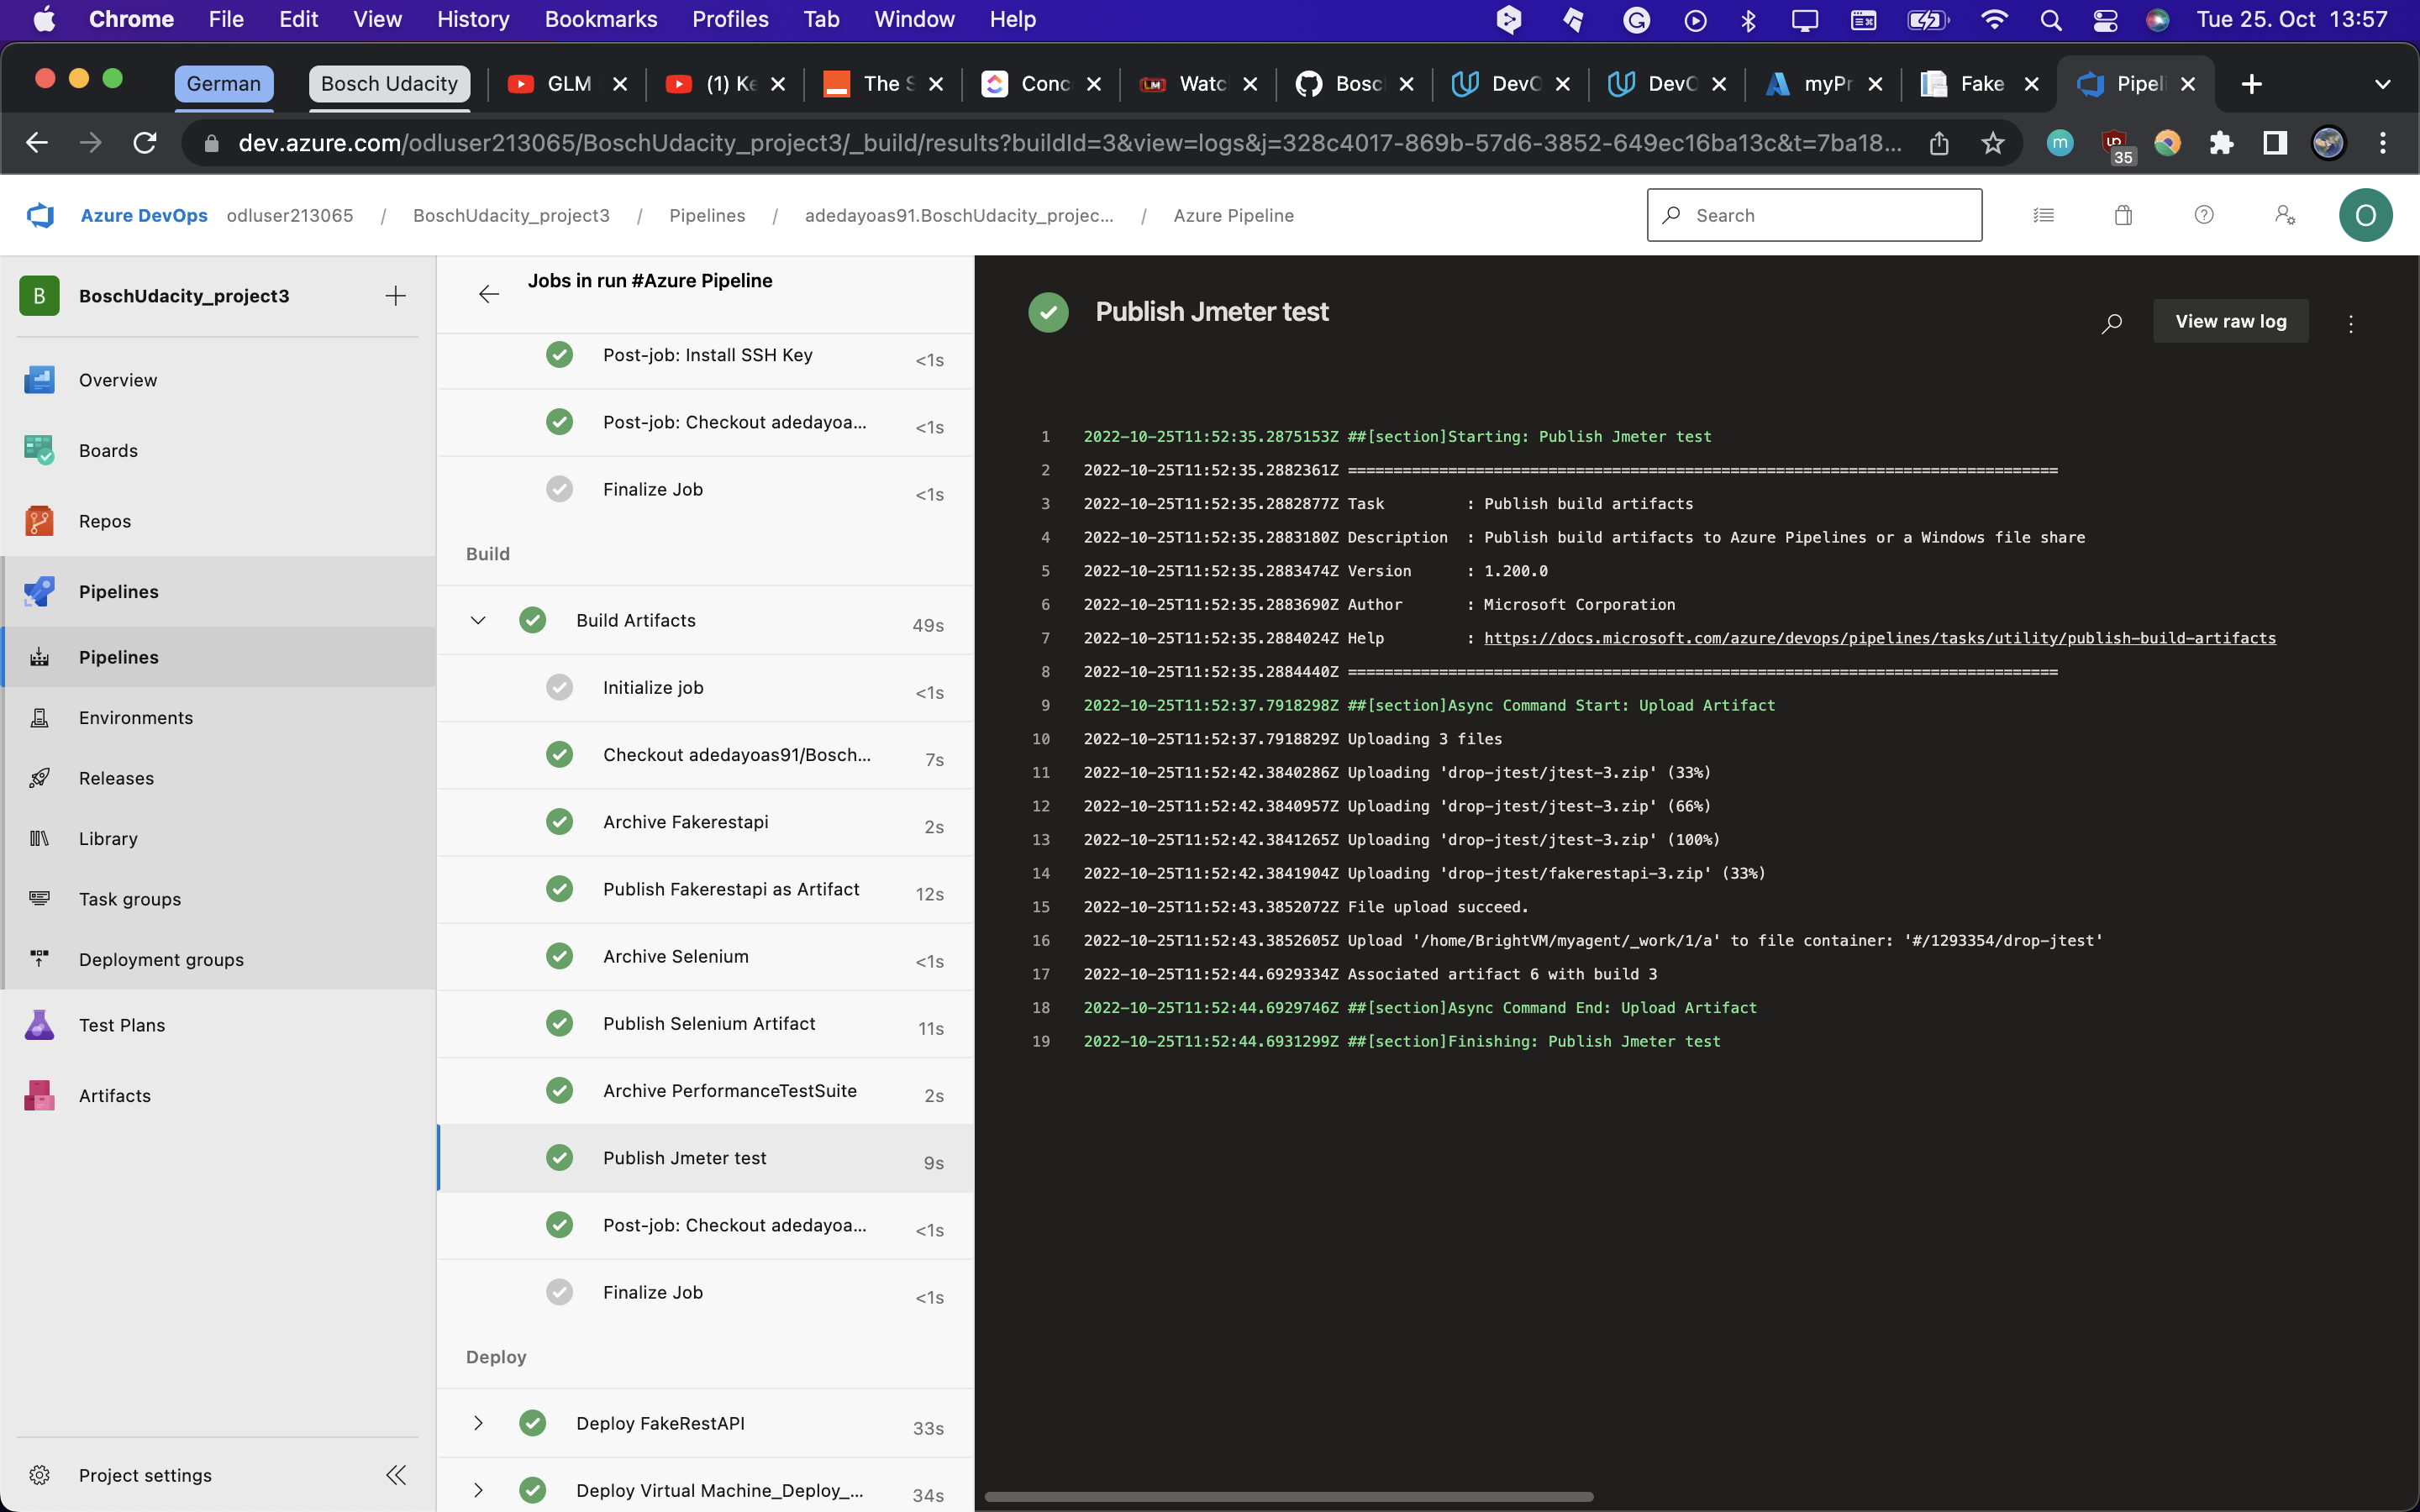 Chrome File Edit View History Bookmarks Profiles Tab Window Help Tue 25. Oct 13:57
German Bosch Udacity GLM (1) Ke The S Conc Watc Bosc DevO DevO myPr Fake Pipeli
dev.azure.com/odluser213065/BoschUdacity_project3/_build/results?buildId=3&view=logs&j=328c4017-869b-57d6-3852-649ec16ba13c&t=7ba18... m 35
Azure DevOps odluser213065 / BoschUdacity_project3 / Pipelines / adedayoas91.BoschUdacity_projec... / Azure Pipeline Search O
B BoschUdacity_project3
Overview
Boards
Repos
Pipelines
Pipelines
Environments
Releases
Library
Task groups
Deployment groups
Test Plans
Artifacts
Project settings
Jobs in run #Azure Pipeline
Post-job: Install SSH Key <1s
Post-job: Checkout adedayoa... <1s
Finalize Job <1s
Build
Build Artifacts 49s
Initialize job <1s
Checkout adedayoas91/Bosch... 7s
Archive Fakerestapi 2s
Publish Fakerestapi as Artifact 12s
Archive Selenium <1s
Publish Selenium Artifact 11s
Archive PerformanceTestSuite 2s
Publish Jmeter test 9s
Post-job: Checkout adedayoa... <1s
Finalize Job <1s
Deploy
Deploy FakeRestAPI 33s
Deploy Virtual Machine_Deploy_... 34s
Publish Jmeter test View raw log
1 2022-10-25T11:52:35.2875153Z ##[section]Starting: Publish Jmeter test
2 2022-10-25T11:52:35.2882361Z ==============================================================================
3 2022-10-25T11:52:35.2882877Z Task : Publish build artifacts
4 2022-10-25T11:52:35.2883180Z Description : Publish build artifacts to Azure Pipelines or a Windows file share
5 2022-10-25T11:52:35.2883474Z Version : 1.200.0
6 2022-10-25T11:52:35.2883690Z Author : Microsoft Corporation
7 2022-10-25T11:52:35.2884024Z Help : https://docs.microsoft.com/azure/devops/pipelines/tasks/utility/publish-build-artifacts
8 2022-10-25T11:52:35.2884440Z ==============================================================================
9 2022-10-25T11:52:37.7918298Z ##[section]Async Command Start: Upload Artifact
10 2022-10-25T11:52:37.7918829Z Uploading 3 files
11 2022-10-25T11:52:42.3840286Z Uploading 'drop-jtest/jtest-3.zip' (33%)
12 2022-10-25T11:52:42.3840957Z Uploading 'drop-jtest/jtest-3.zip' (66%)
13 2022-10-25T11:52:42.3841265Z Uploading 'drop-jtest/jtest-3.zip' (100%)
14 2022-10-25T11:52:42.3841904Z Uploading 'drop-jtest/fakerestapi-3.zip' (33%)
15 2022-10-25T11:52:43.3852072Z File upload succeed.
16 2022-10-25T11:52:43.3852605Z Upload '/home/BrightVM/myagent/_work/1/a' to file container: '#/1293354/drop-jtest'
17 2022-10-25T11:52:44.6929334Z Associated artifact 6 with build 3
18 2022-10-25T11:52:44.6929746Z ##[section]Async Command End: Upload Artifact
19 2022-10-25T11:52:44.6931299Z ##[section]Finishing: Publish Jmeter test